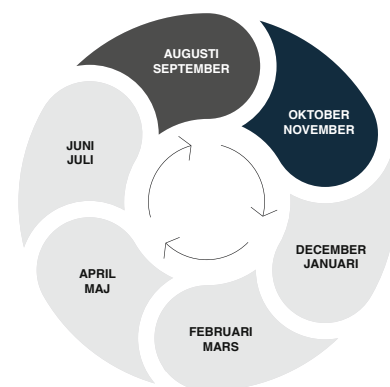 AUGUSTI
SEPTEMBER
OKTOBER
NOVEMBER
DECEMBER
JANUARI
FEBRUARI
MARS
APRIL
MAJ
JUNI
JULI